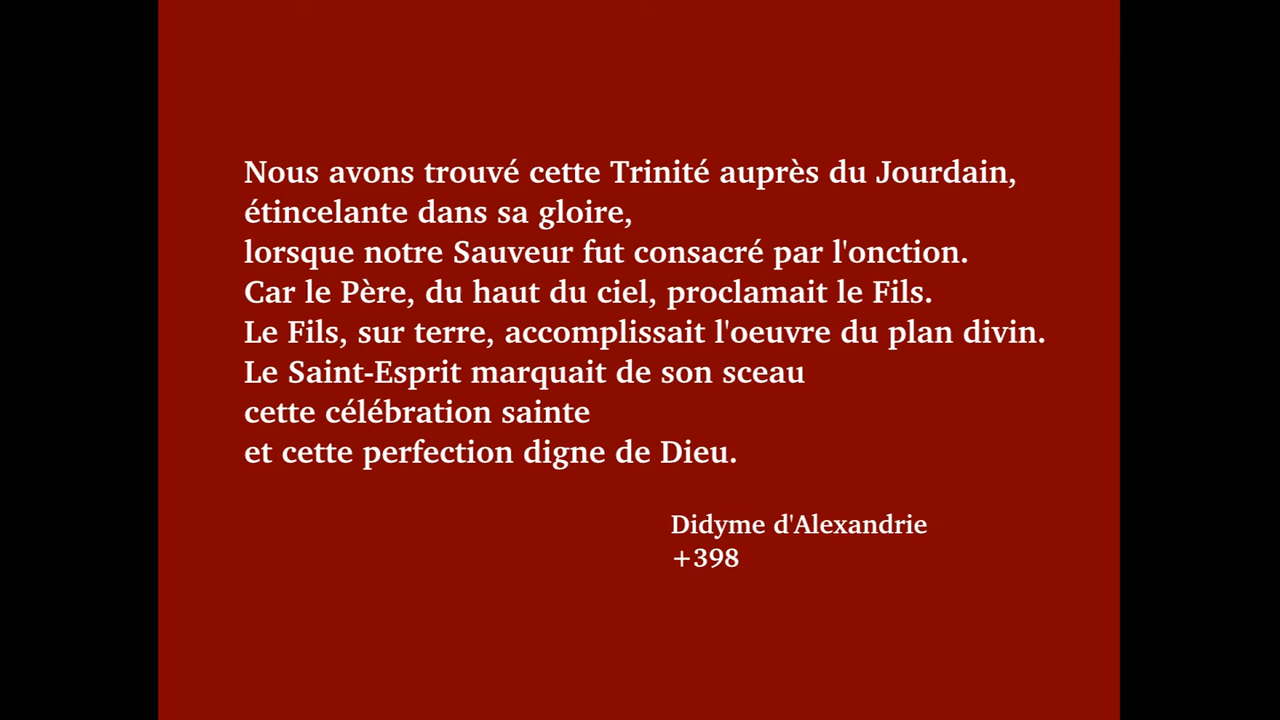 Nous avons trouvé cette Trinité auprès du Jourdain,
étincelante dans sa gloire,
lorsque notre Sauveur fut consacré par l'onction.
Car le Père, du haut du ciel, proclamait le Fils.
Le Fils, sur terre, accomplissait l'oeuvre du plan divin.
Le Saint-Esprit marquait de son sceau
cette célébration sainte
et cette perfection digne de Dieu.
Didyme d'Alexandrie
+398